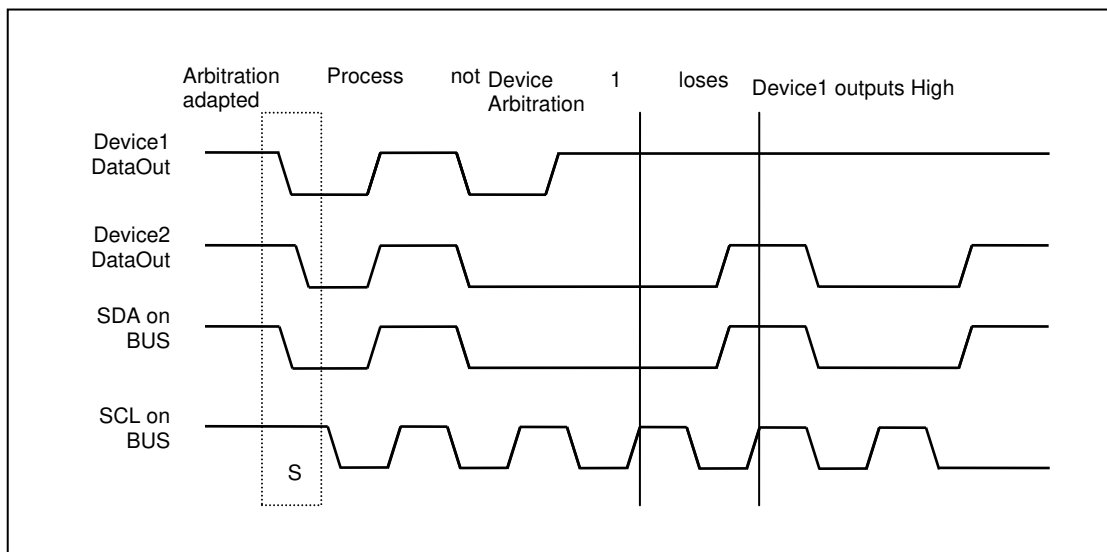 Arbitration Process not adapted
Device 1 loses Arbitration
Device1 outputs High
Device1
DataOut
Device2
DataOut
SDA on
BUS
SCL on
BUS
S